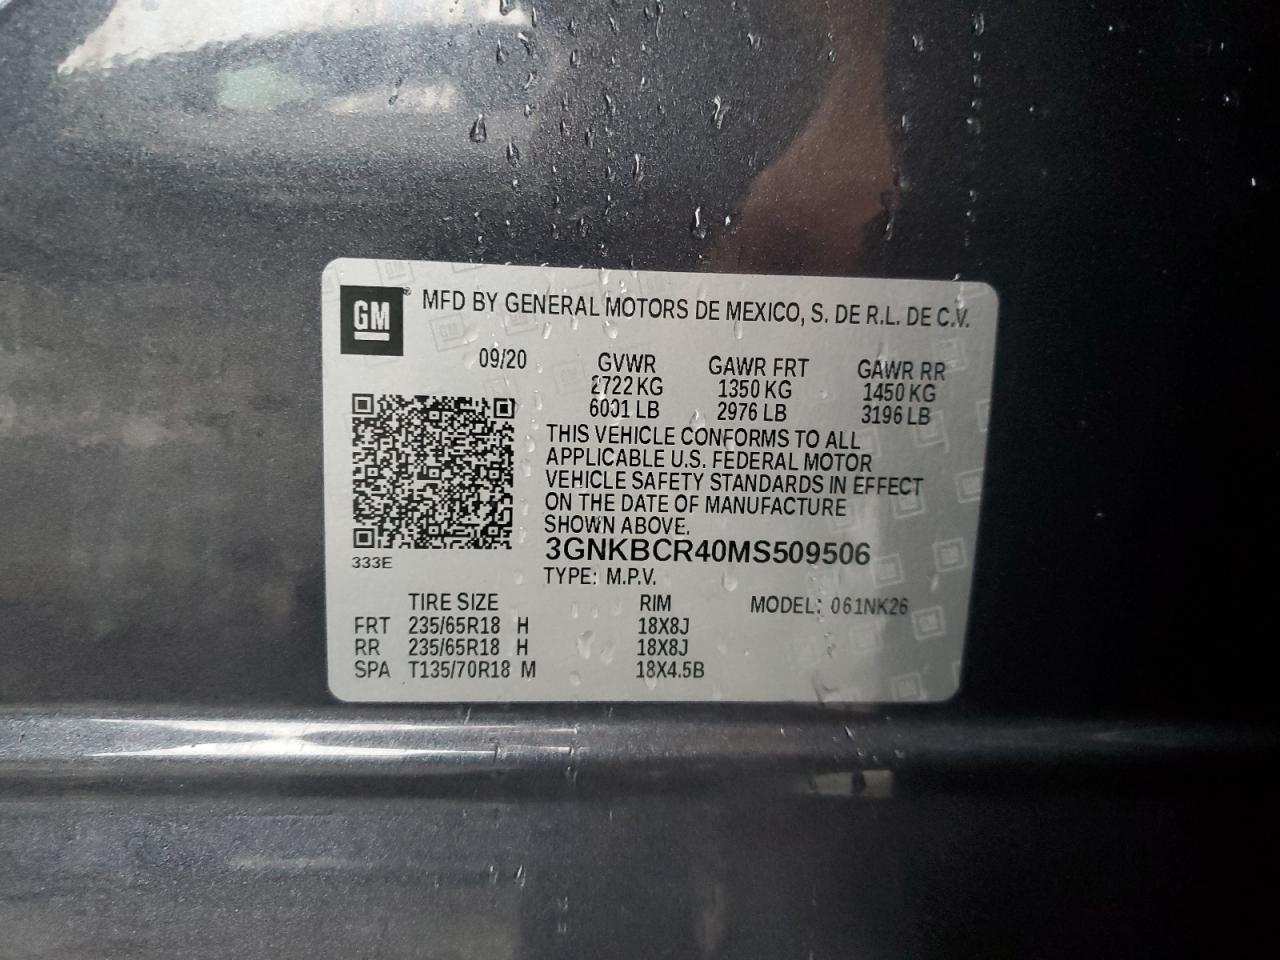 GM ® MFD BY GENERAL MOTORS DE MEXICO, S. DE R.L. DE C.V.
09/20 GVWR GAWR FRT GAWR RR
2722 KG 1350 KG 1450 KG
6001 LB 2976 LB 3196 LB
THIS VEHICLE CONFORMS TO ALL
APPLICABLE U.S. FEDERAL MOTOR
VEHICLE SAFETY STANDARDS IN EFFECT
ON THE DATE OF MANUFACTURE
SHOWN ABOVE.
3GNKBCR40MS509506
333E
TYPE: M.P.V.
TIRE SIZE RIM MODEL: 061NK26
FRT 235/65R18 H 18X8J
RR 235/65R18 H 18X8J
SPA T135/70R18 M 18X4.5B